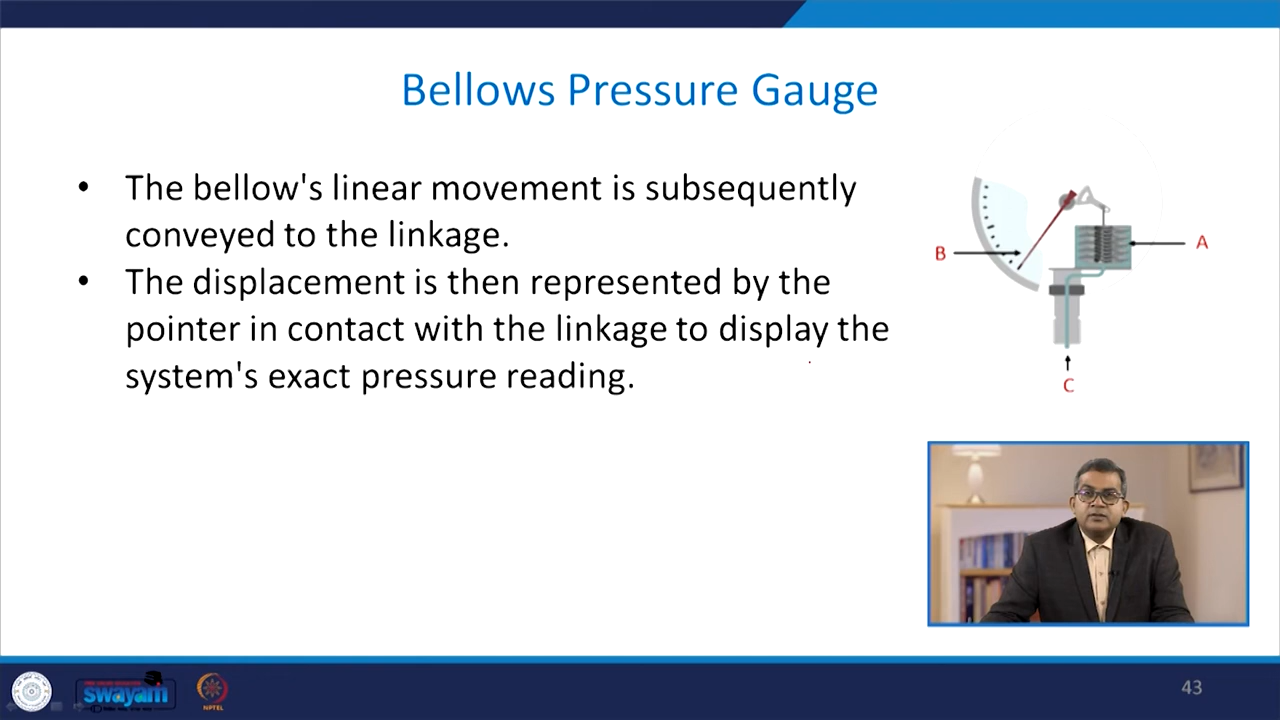 Bellows Pressure Gauge
• The bellow's linear movement is subsequently
conveyed to the linkage.
• The displacement is then represented by the
pointer in contact with the linkage to display the
system's exact pressure reading.
A
B
C
swayam
NPTEL
43